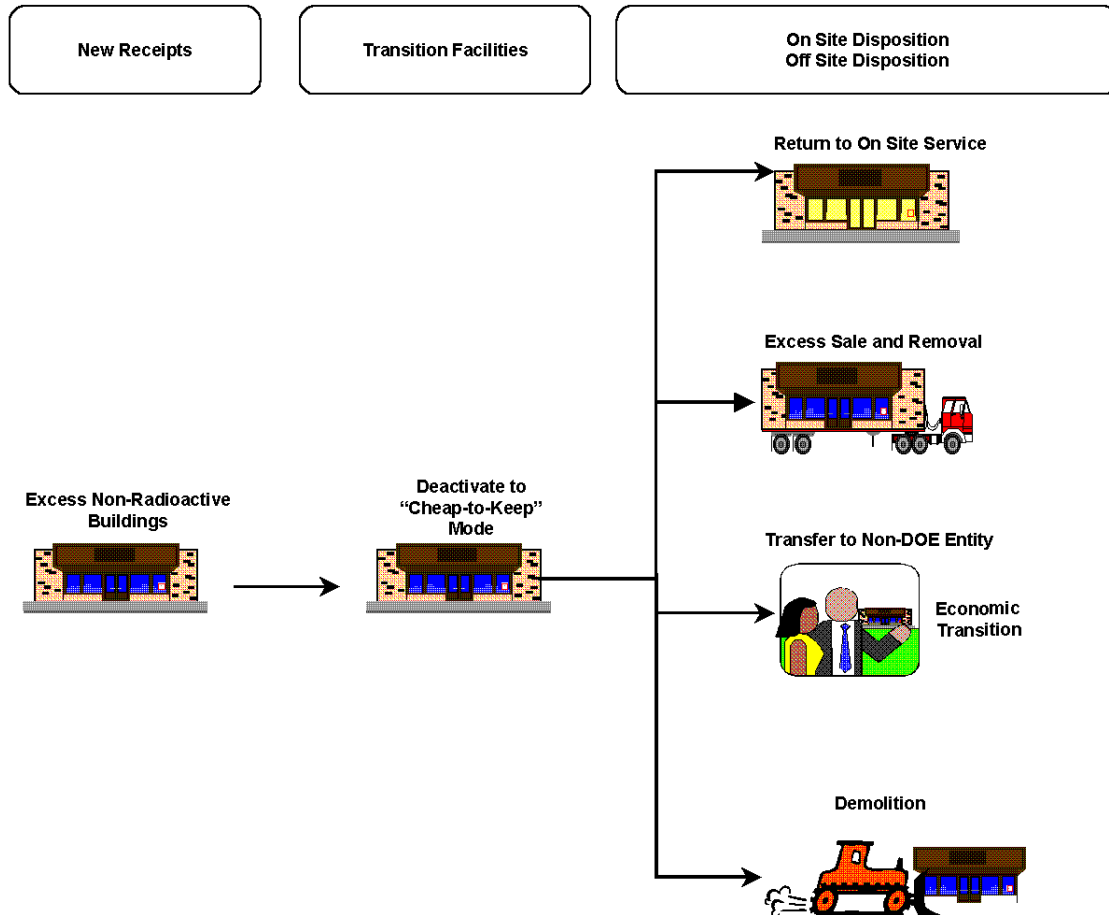 New Receipts
Transition Facilities
On Site Disposition
Off Site Disposition
Return to On Site Service
Excess Sale and Removal
Excess Non-Radioactive
Buildings
Deactivate to
“Cheap-to-Keep”
Mode
Transfer to Non-DOE Entity
Economic
Transition
Demolition